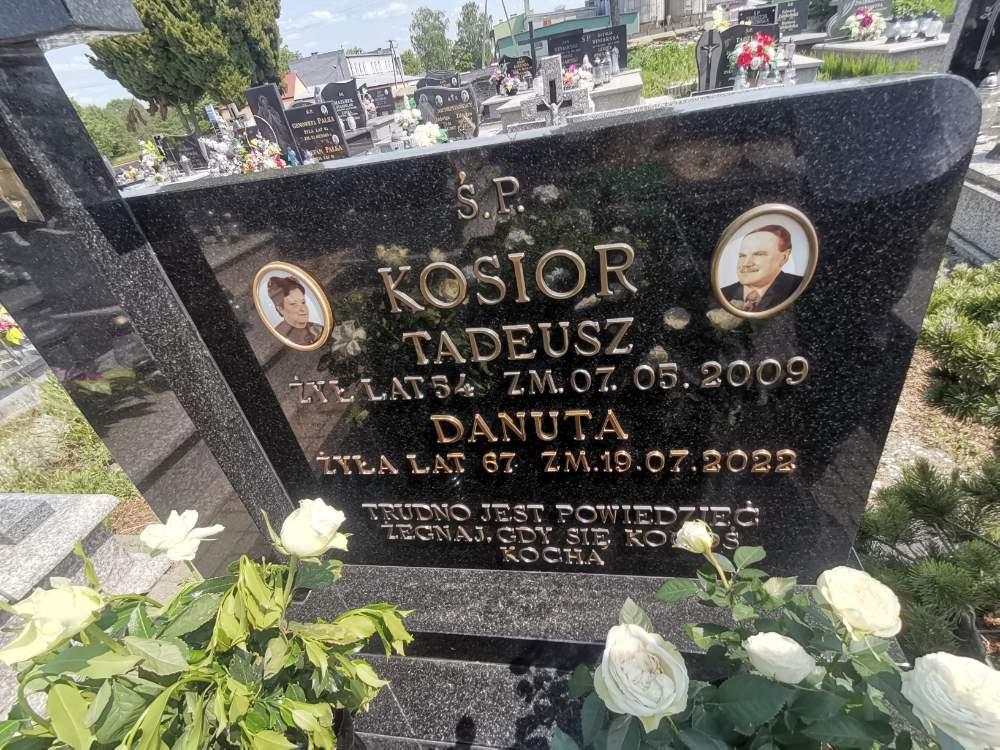 Ś.P.
KOSIOR
TADEUSZ
ŻYŁ LAT 54 ZM. 07. 05. 2009
DANUTA
ŻYŁA LAT 67 ZM. 19.07.2022
TRUDNO JEST POWIEDZIEĆ
ŻEGNAJ, GDY SIĘ KOGOŚ
KOCHA
PAŁKA